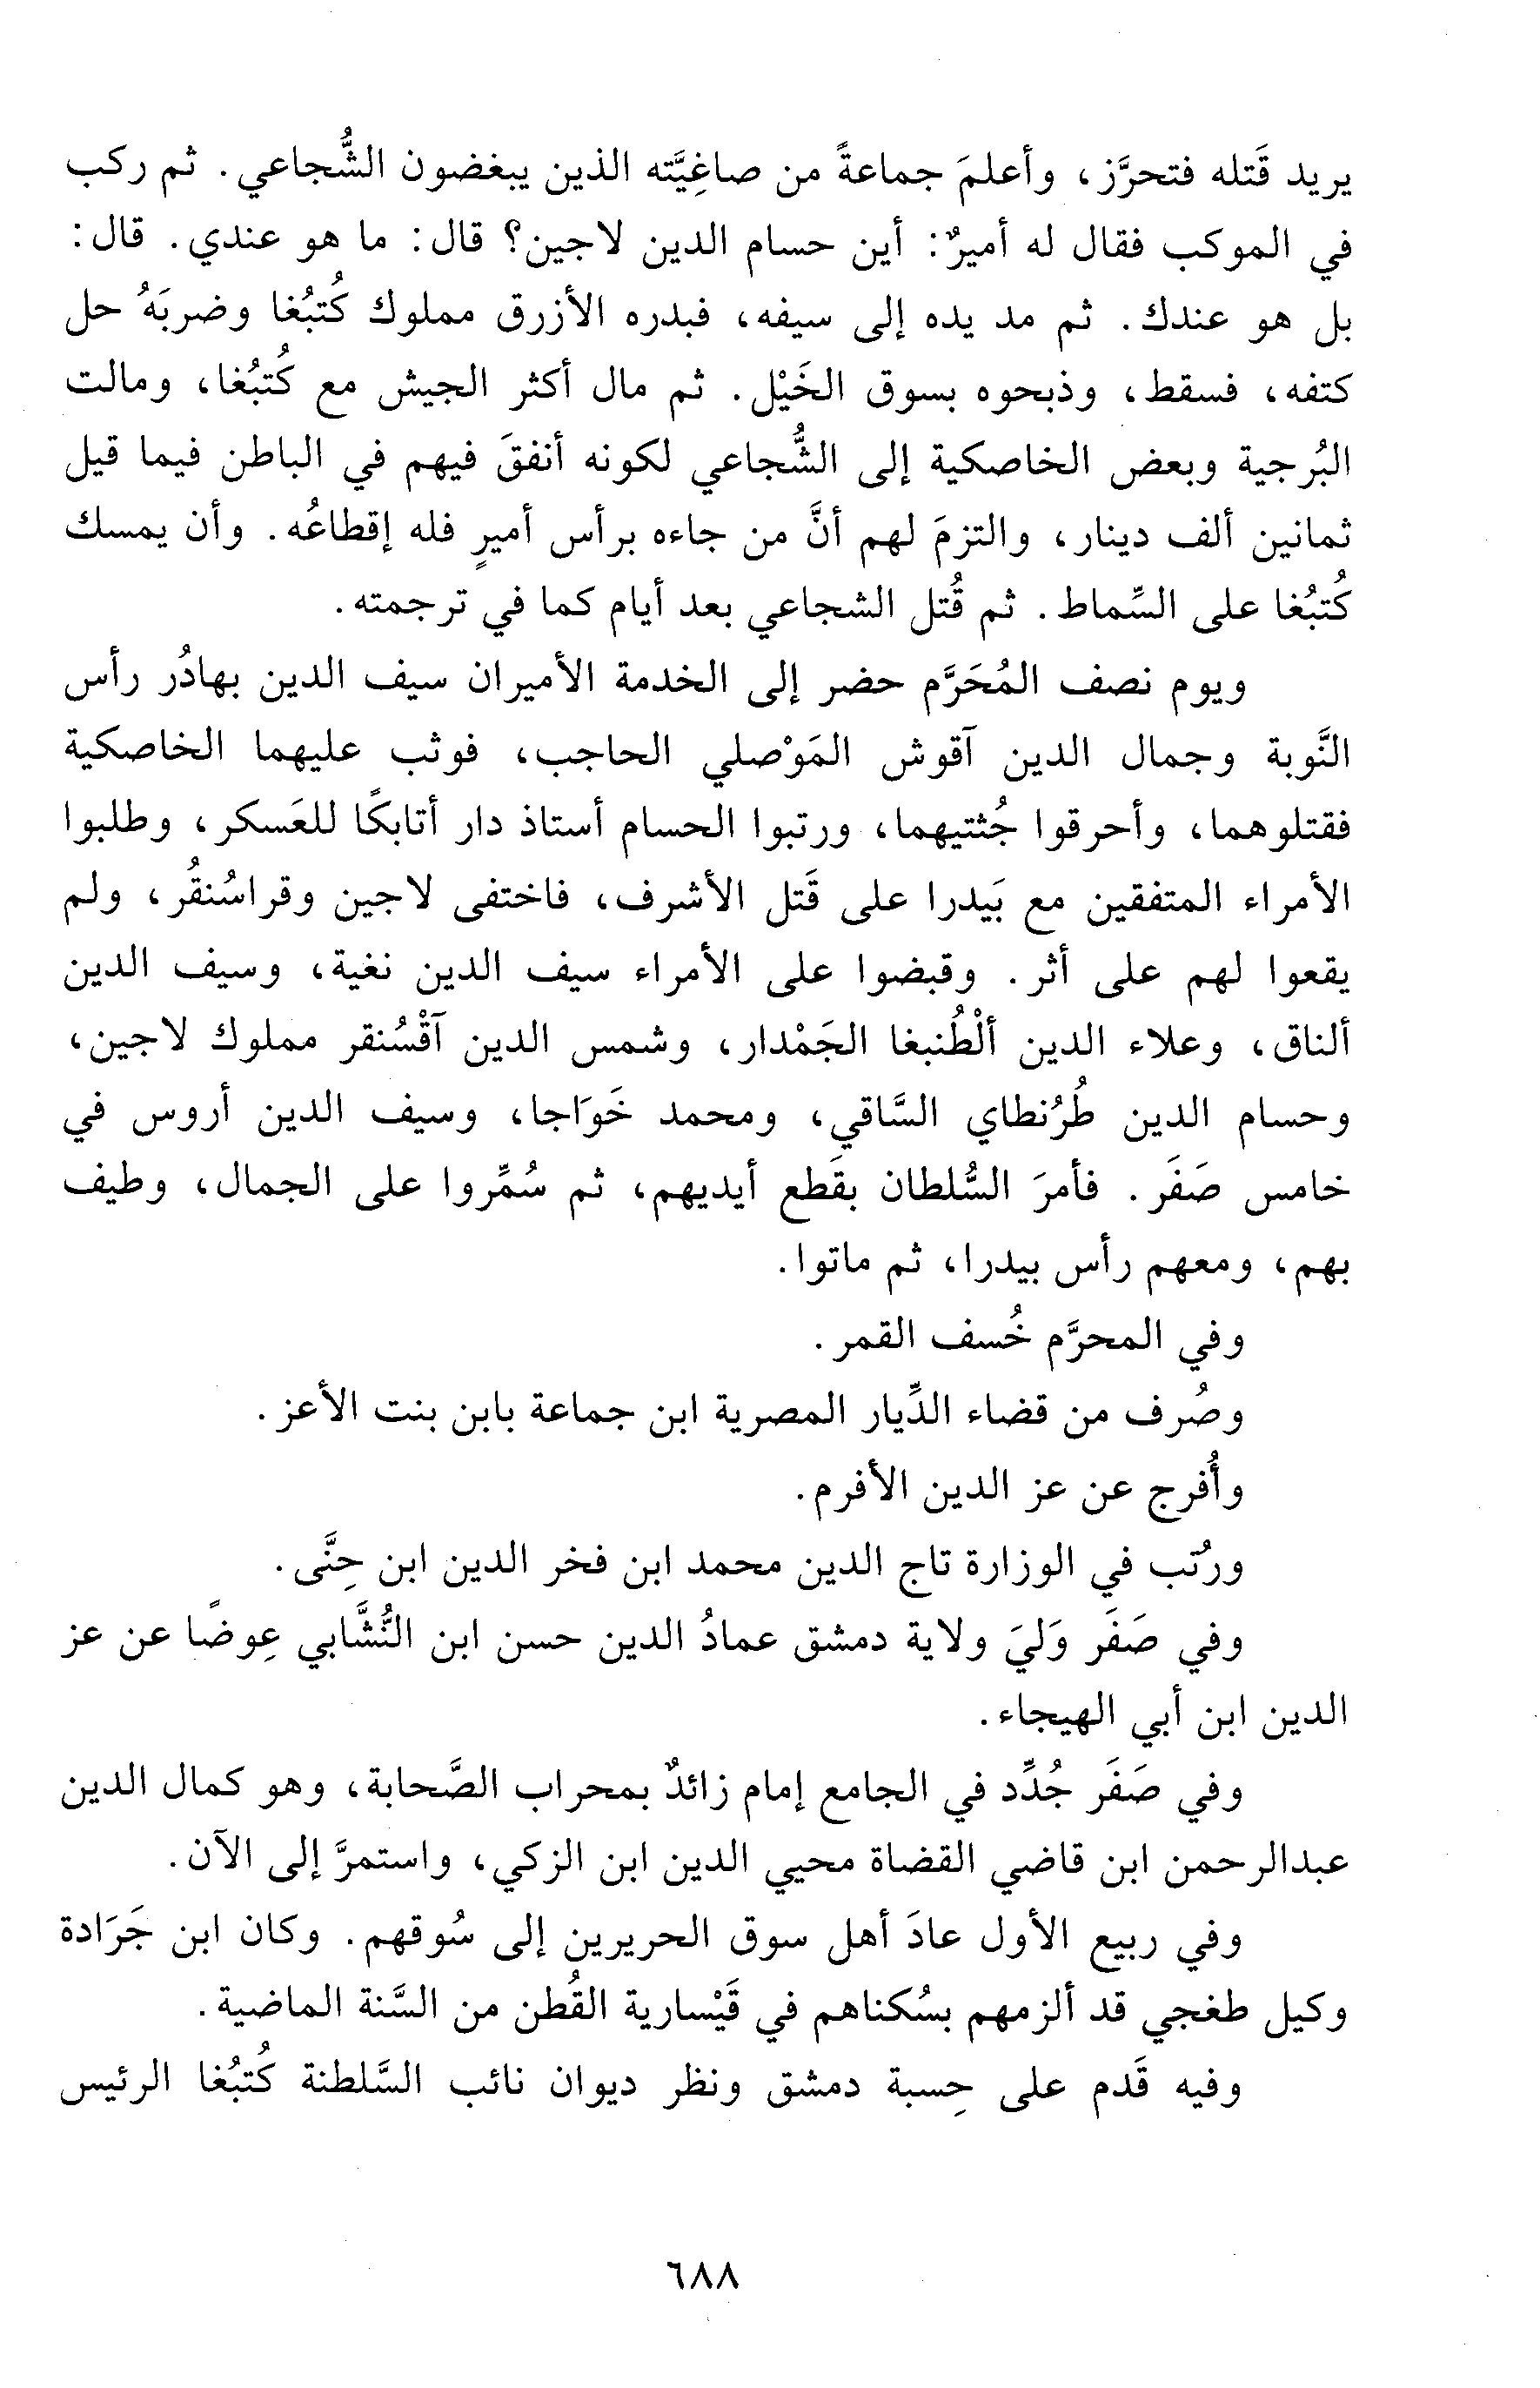 يريد قَتله فتحرَّز، وأعلمَ جماعةً من صاغِيَّته الذين يبغضون الشُّجاعي. ثم ركب
في الموكب فقال له أميرٌ: أين حسام الدين لاجين؟ قال: ما هو عندي. قال:
بل هو عندك. ثم مد يده إلى سيفه، فبدره الأزرق مملوك كُتبُغا وضربَهُ حل
كتفه، فسقط، وذبحوه بسوق الخَيْل. ثم مال أكثر الجيش مع كُتبُغا، ومالت
البُرجية وبعض الخاصكية إلى الشُّجاعي لكونه أنفقَ فيهم في الباطن فيما قيل
ثمانين ألف دينار، والتزمَ لهم أنَّ من جاءه برأس أميرٍ فله إقطاعُه. وأن يمسك
كُتبُغا على السِّماط. ثم قُتل الشجاعي بعد أيام كما في ترجمته.
ويوم نصف المُحَرَّم حضر إلى الخدمة الأميران سيف الدين بهادُر رأس
النَّوبة وجمال الدين آقوش المَوْصلي الحاجب، فوثب عليهما الخاصكية
فقتلوهما، وأحرقوا جُثتيهما، ورتبوا الحسام أستاذ دار أتابكًا للعَسكر، وطلبوا
الأمراء المتفقين مع بَيدرا على قَتل الأشرف، فاختفى لاجين وقراسُنقُر، ولم
يقعوا لهم على أثر. وقبضوا على الأمراء سيف الدين نغية، وسيف الدين
ألناق، وعلاء الدين ألْطُنبغا الجَمْدار، وشمس الدين آقْسُنقر مملوك لاجين،
وحسام الدين طُرُنطاي السَّاقي، ومحمد خَوَاجا، وسيف الدين أروس في
خامس صَفَر. فأمرَ السُّلطان بقَطع أيديهم، ثم سُمِّروا على الجمال، وطيف
بهم، ومعهم رأس بيدرا، ثم ماتوا.
وفي المحرَّم خُسف القمر.
وصُرف من قضاء الدِّيار المصرية ابن جماعة بابن بنت الأعز.
وأُفرج عن عز الدين الأفرم.
ورُتب في الوزارة تاج الدين محمد ابن فخر الدين ابن حِنَّى.
وفي صَفَر وَليَ ولاية دمشق عمادُ الدين حسن ابن النُّشَّابي عِوضًا عن عز
الدين ابن أبي الهيجاء.
وفي صَفَر جُدِّد في الجامع إمام زائدٌ بمحراب الصَّحابة، وهو كمال الدين
عبدالرحمن ابن قاضي القضاة محيي الدين ابن الزكي، واستمرَّ إلى الآن.
وفي ربيع الأول عادَ أهل سوق الحريرين إلى سُوقهم. وكان ابن جَرَادة
وكيل طغجي قد ألزمهم بسُكناهم في قَيْسارية القُطن من السَّنة الماضية.
وفيه قَدم على حِسبة دمشق ونظر ديوان نائب السَّلطنة كُتبُغا الرئيس
٦٨٨